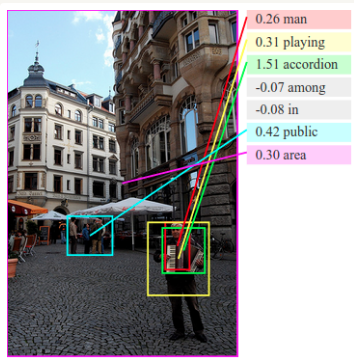 0.26 man
0.31 playing
1.51 accordion
-0.07 among
-0.08 in
0.42 public
0.30 area